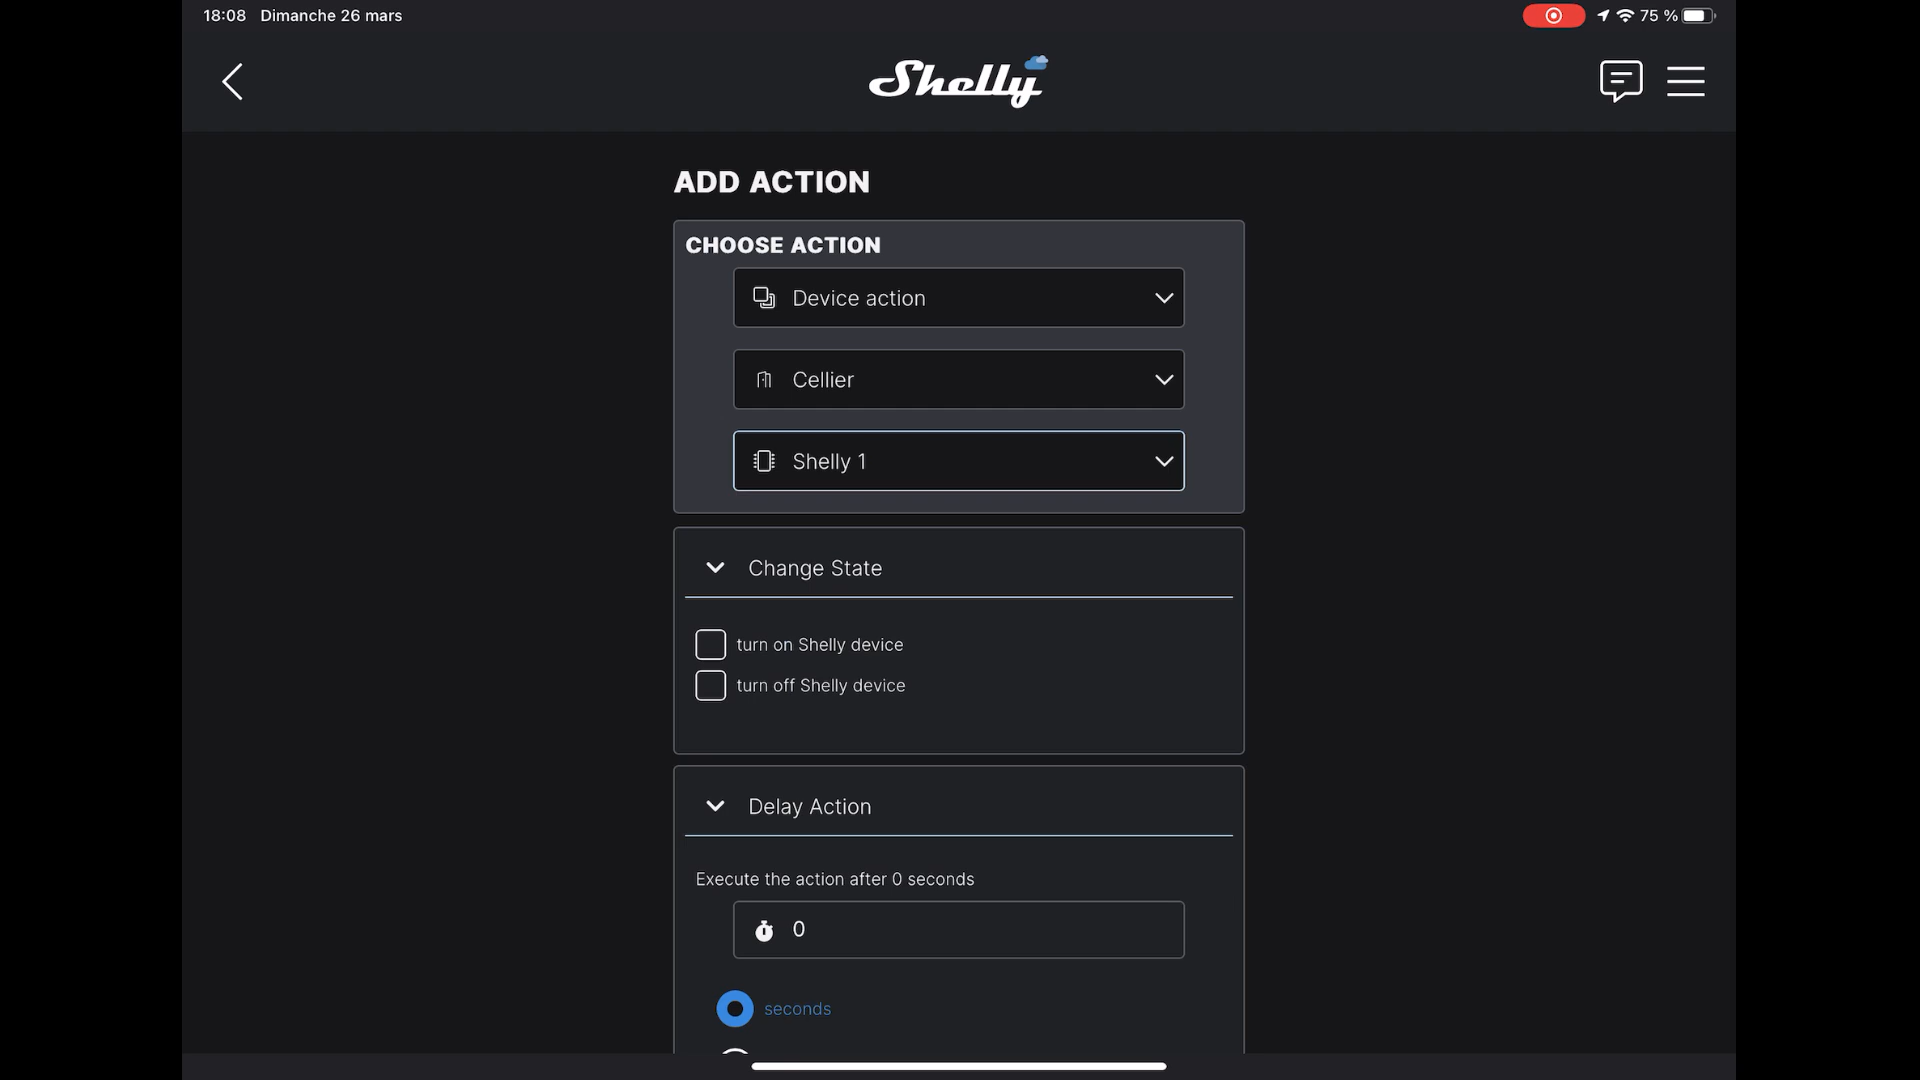 18:08 Dimanche 26 mars
75 %
Shelly
ADD ACTION
CHOOSE ACTION
Device action
Cellier
Shelly 1
Change State
turn on Shelly device
turn off Shelly device
Delay Action
Execute the action after 0 seconds
0
seconds